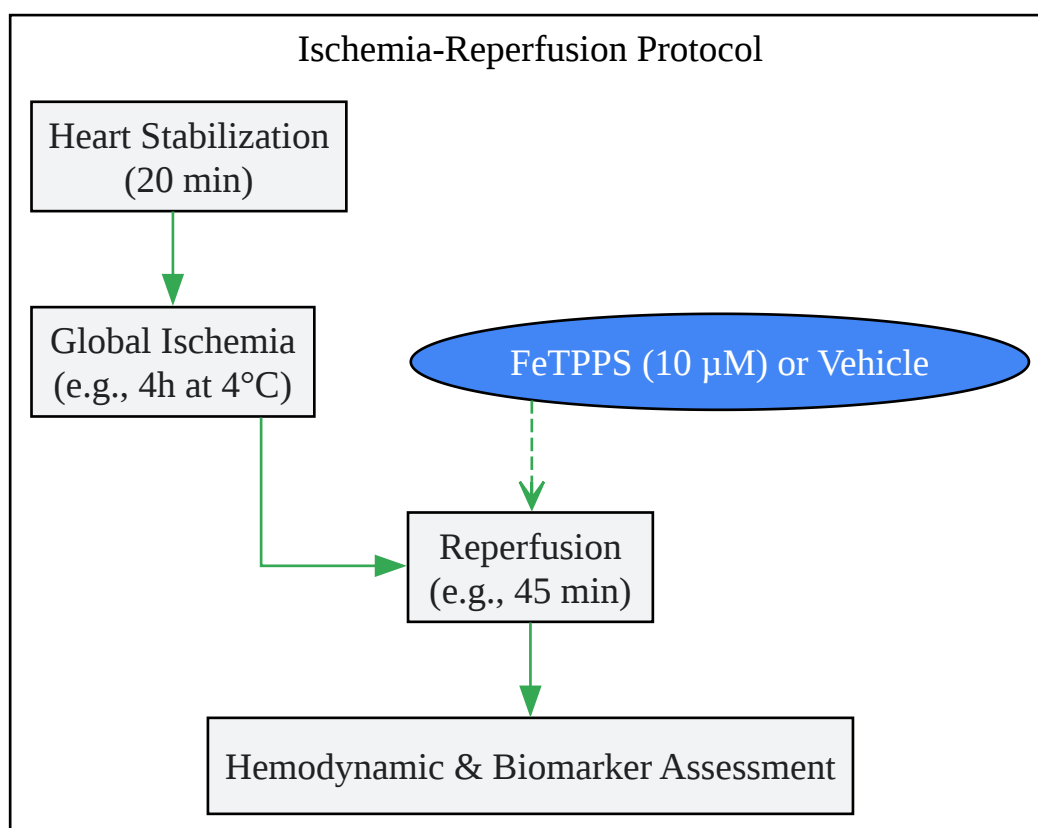 Ischemia-Reperfusion Protocol
Heart Stabilization
(20 min)
Global Ischemia
(e.g., 4h at 4°C)
FeTPPS (10 µM) or Vehicle
Reperfusion
(e.g., 45 min)
Hemodynamic & Biomarker Assessment